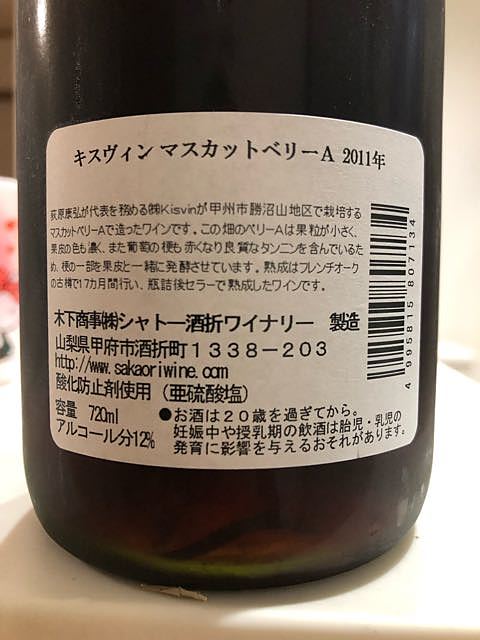 キスヴィン マスカットベリーA 2011年
荻原康弘が代表を務める㈱Kisvinが甲州市勝沼山地区で栽培する
マスカットベリーAで造ったワインです。この畑のベリーAは果粒が小さく、
果皮の色も濃く、また葡萄の梗も赤くなり良質なタンニンを含んでいるた
め、梗の一部を果皮と一緒に発酵させています。熟成はフレンチオーク
の古樽で17カ月間行い、瓶詰後セラーで熟成したワインです。
木下商事㈱シャトー酒折ワイナリー 製造
山梨県甲府市酒折町1338-203
http://www.sakaoriwine.com
酸化防止剤使用(亜硫酸塩)
容量 720ml
アルコール分12%
●お酒は20歳を過ぎてから。
妊娠中や授乳期の飲酒は胎児・乳児の
発育に影響を与えるおそれがあります。
4 995815 807134